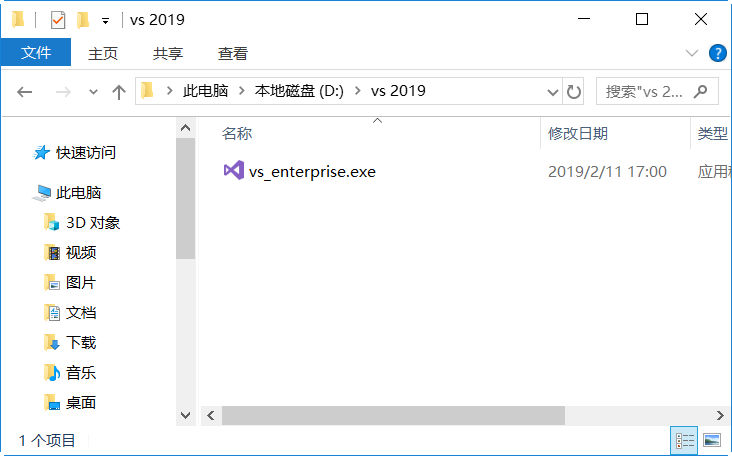 vs 2019
文件 主页 共享 查看
此电脑 本地磁盘 (D:) vs 2019 搜索"vs 2...
名称 修改日期 类型
快速访问
vs_enterprise.exe 2019/2/11 17:00 应用
此电脑
3D 对象
视频
图片
文档
下载
音乐
桌面
1 个项目